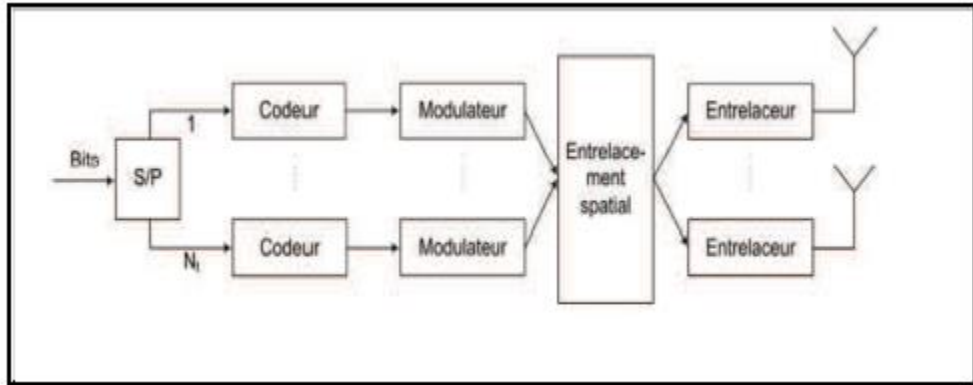 Bits
S/P
1
Codeur
Modulateur
Entrelace-
ment
spatial
Entrelaceur
Nt
Codeur
Modulateur
Entrelaceur